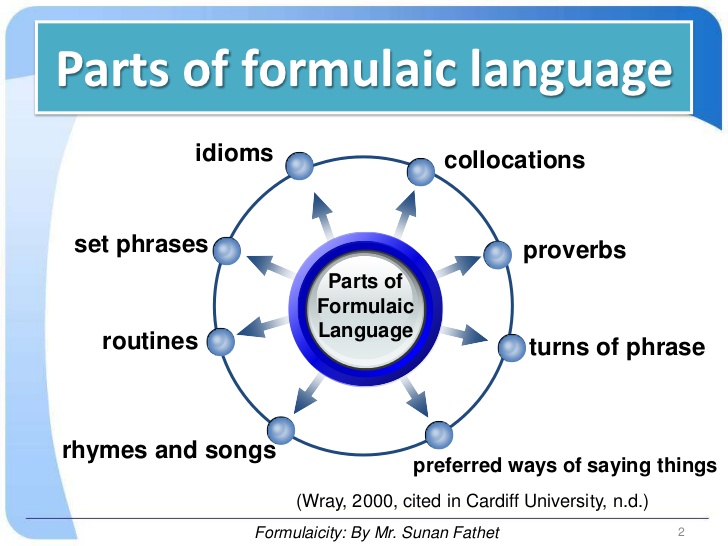 Parts of formulaic language
idioms
collocations
set phrases
proverbs
Parts of
Formulaic
Language
routines
turns of phrase
rhymes and songs
preferred ways of saying things
(Wray, 2000, cited in Cardiff University, n.d.)
Formulaicity: By Mr. Sunan Fathet
2